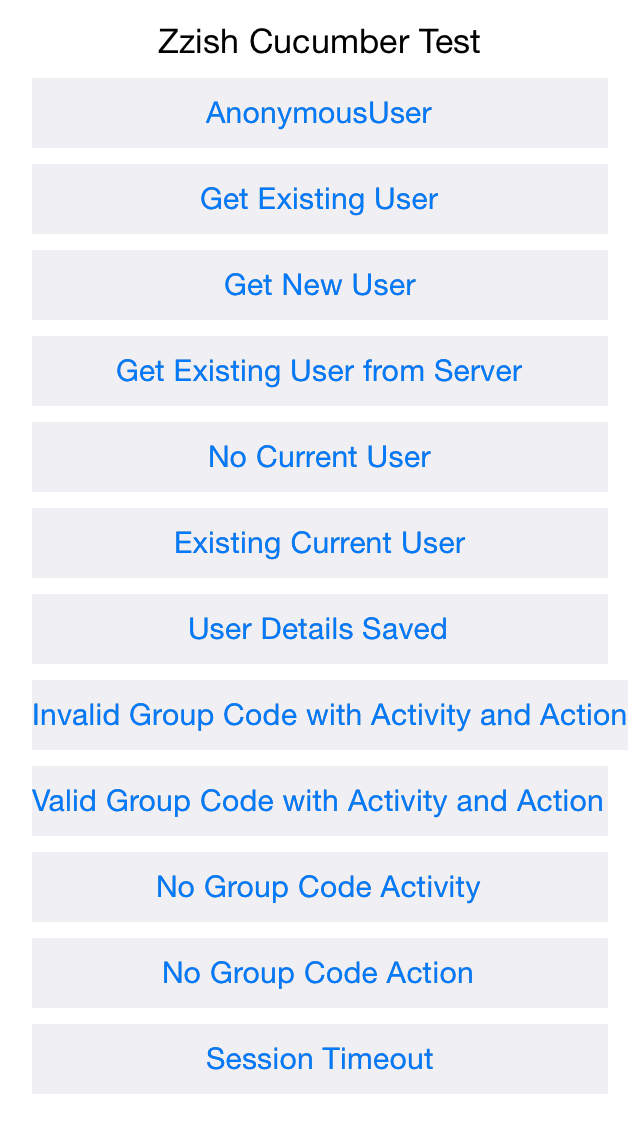 Zzish Cucumber Test
AnonymousUser
Get Existing User
Get New User
Get Existing User from Server
No Current User
Existing Current User
User Details Saved
Invalid Group Code with Activity and Action
Valid Group Code with Activity and Action
No Group Code Activity
No Group Code Action
Session Timeout